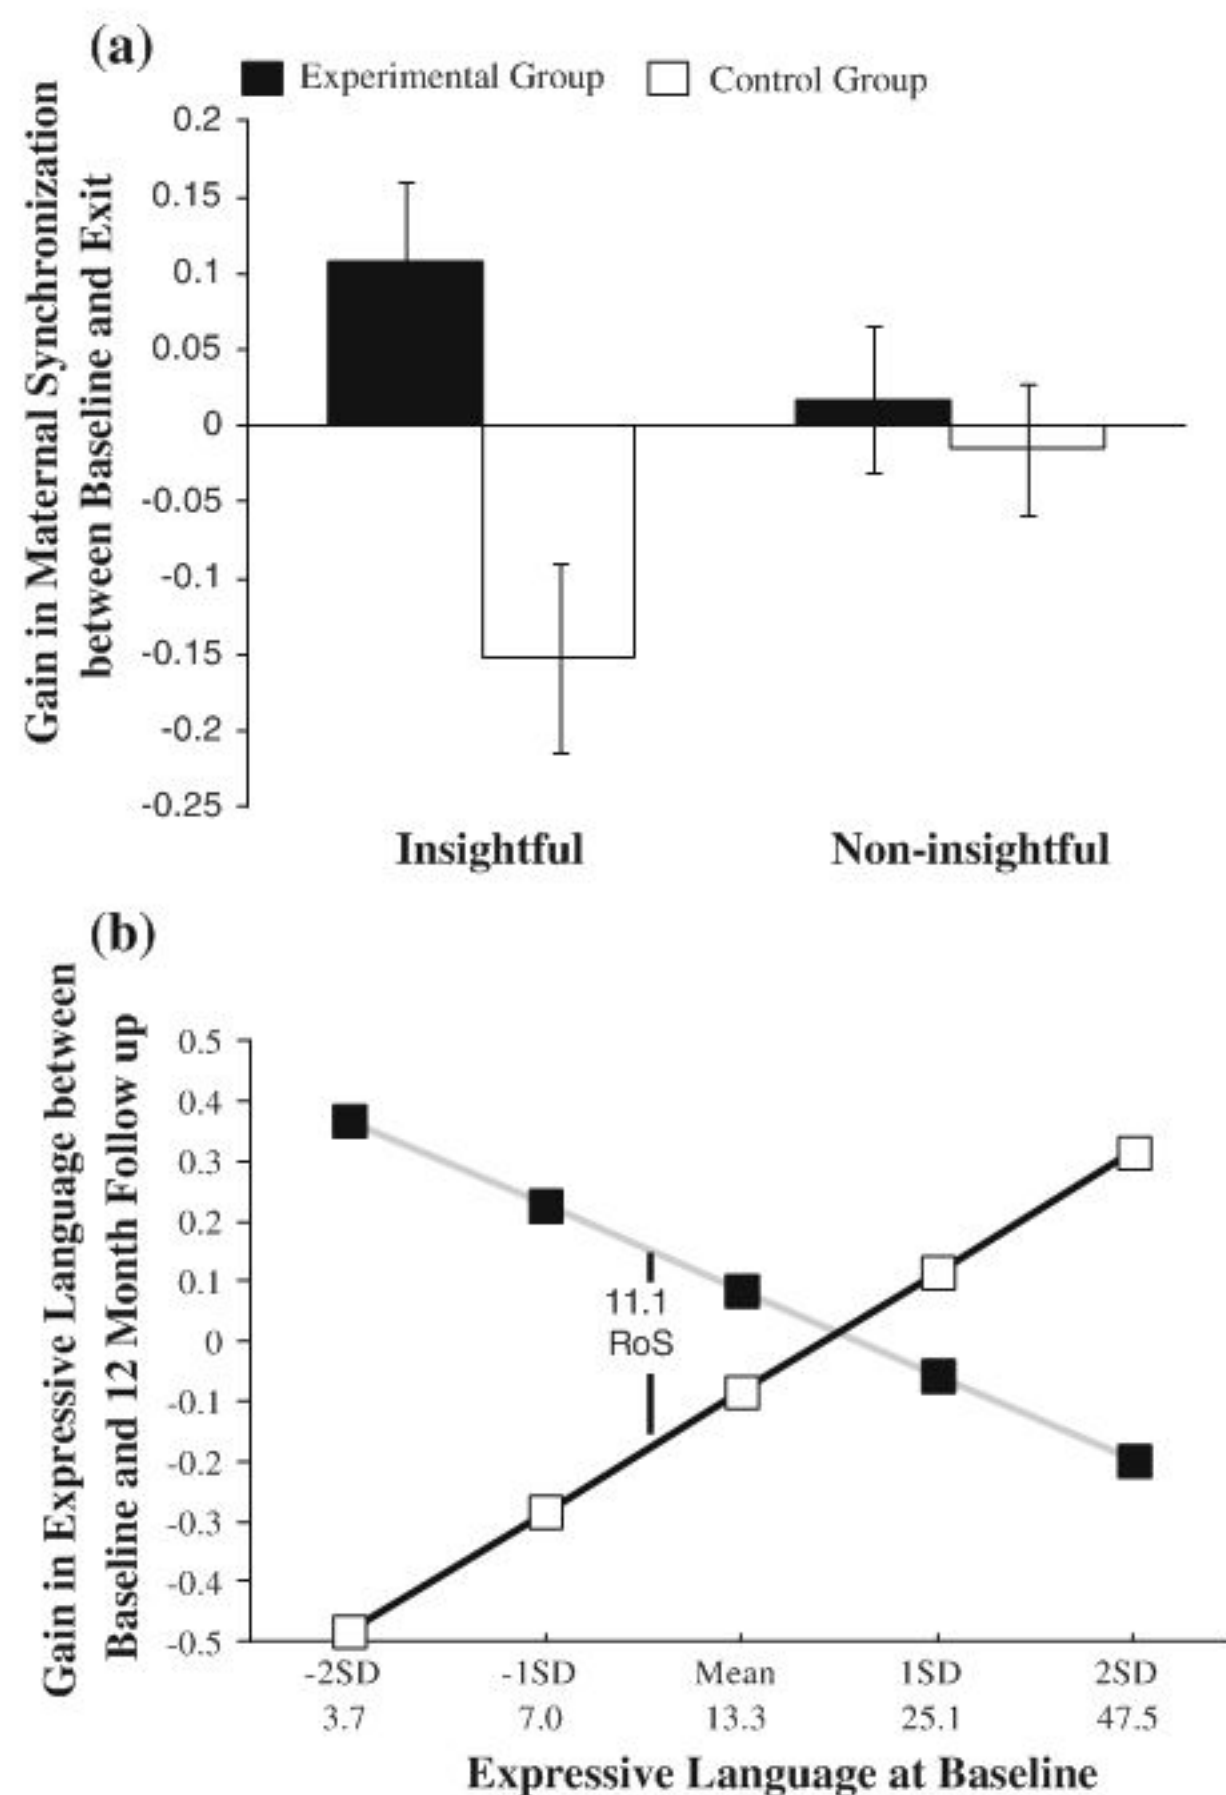 (a)
Experimental Group
Control Group
Gain in Maternal Synchronization
between Baseline and Exit
0.2
0.15
0.1
0.05
0
-0.05
-0.1
-0.15
-0.2
-0.25
Insightful
Non-insightful
(b)
Gain in Expressive Language between
Baseline and 12 Month Follow up
0.5
0.4
0.3
0.2
0.1
0
-0.1
-0.2
-0.3
-0.4
-0.5
11.1
RoS
-2SD -1SD Mean 1SD 2SD
3.7 7.0 13.3 25.1 47.5
Expressive Language at Baseline